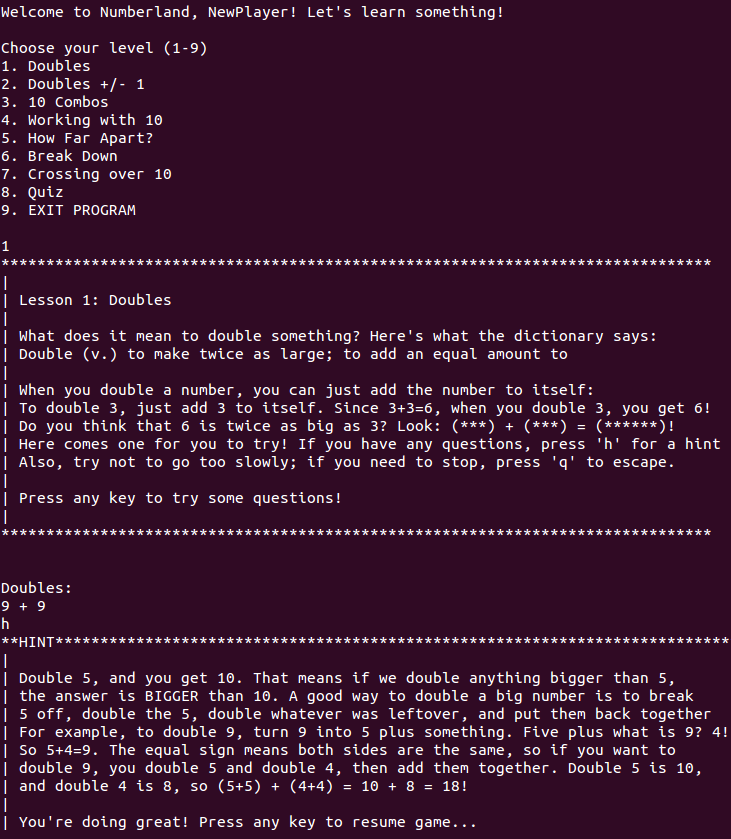 Welcome to Numberland, NewPlayer! Let's learn something!
Choose your level (1-9)
1. Doubles
2. Doubles +/- 1
3. 10 Combos
4. Working with 10
5. How Far Apart?
6. Break Down
7. Crossing over 10
8. Quiz
9. EXIT PROGRAM
1
*******************************************************************************
|
| Lesson 1: Doubles
|
| What does it mean to double something? Here's what the dictionary says:
| Double (v.) to make twice as large; to add an equal amount to
|
| When you double a number, you can just add the number to itself:
| To double 3, just add 3 to itself. Since 3+3=6, when you double 3, you get 6!
| Do you think that 6 is twice as big as 3? Look: (***) + (***) = (******)!
| Here comes one for you to try! If you have any questions, press 'h' for a hint
| Also, try not to go too slowly; if you need to stop, press 'q' to escape.
|
| Press any key to try some questions!
|
*******************************************************************************
Doubles:
9 + 9
h
**HINT***************************************************************************
|
| Double 5, and you get 10. That means if we double anything bigger than 5,
| the answer is BIGGER than 10. A good way to double a big number is to break
| 5 off, double the 5, double whatever was leftover, and put them back together
| For example, to double 9, turn 9 into 5 plus something. Five plus what is 9? 4!
| So 5+4=9. The equal sign means both sides are the same, so if you want to
| double 9, you double 5 and double 4, then add them together. Double 5 is 10,
| and double 4 is 8, so (5+5) + (4+4) = 10 + 8 = 18!
|
| You're doing great! Press any key to resume game...